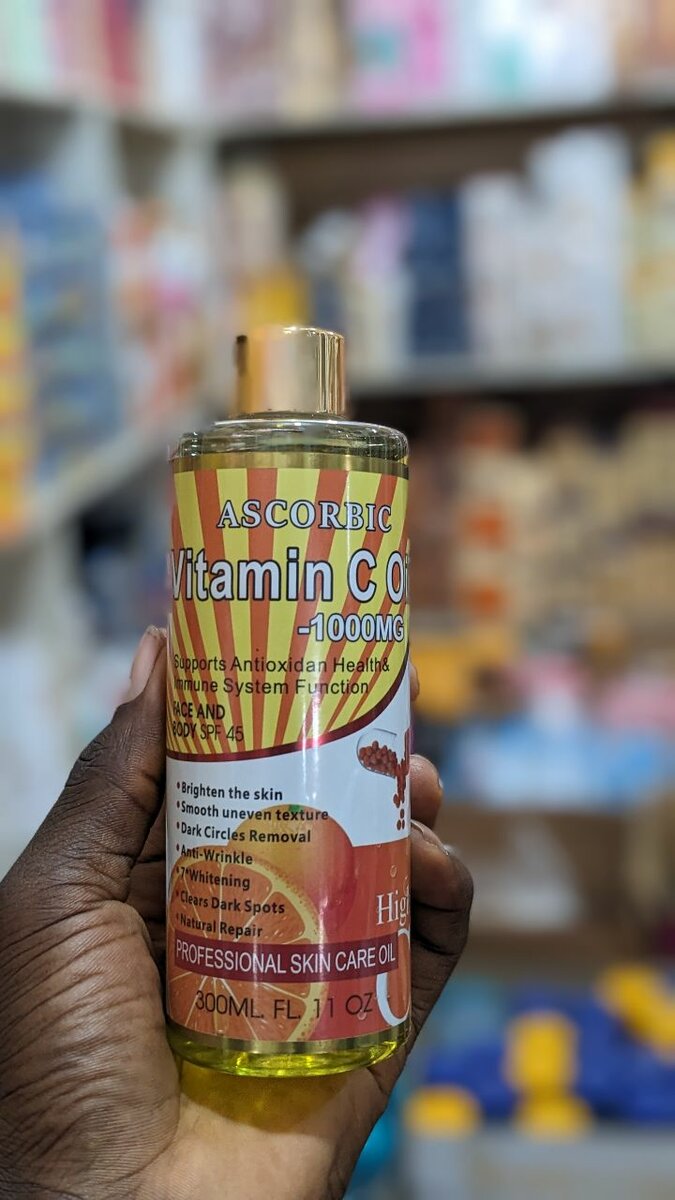 ASCORBIC
Vitamin C Oi
-1000MG
Supports Antioxidan Health&
Immune System Function
FACE AND
BODY SPF 45
•Brighten the skin
•Smooth uneven texture
•Dark Circles Removal
•Anti-Wrinkle
•7*Whitening
•Clears Dark Spots
•Natural Repair
Hig
PROFESSIONAL SKIN CARE OIL
300ML. FL. 11 OZ